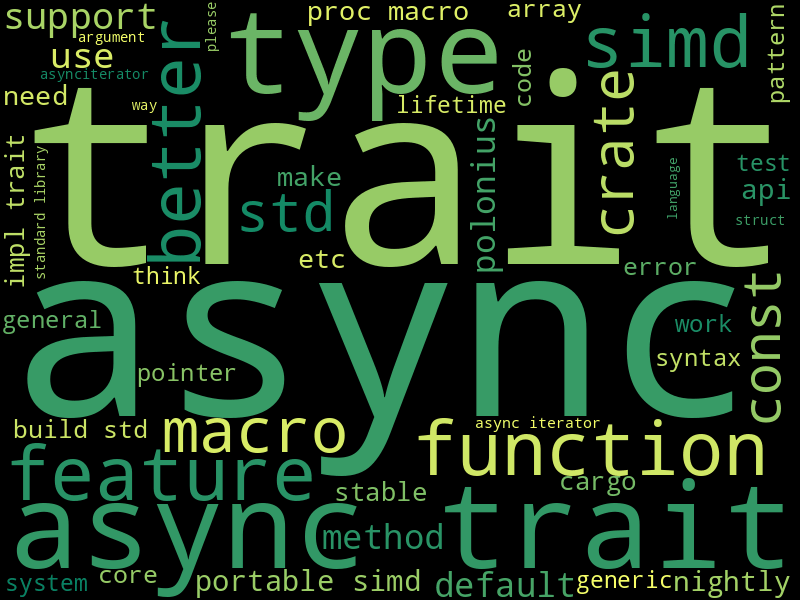 support
argument
use
asynciterator
need
better
please
type
proc macro
array
simd
pattern
code
way
lifetime
crate
trait
impl trait
standard library
make
std
polonius
language
test
api
struct
think
etc
error
async
general
const
work
syntax
pointer
build std
macro
async iterator
function
feature
cargo
stable
async trait
method
system
core
portable simd
default
generic
nightly